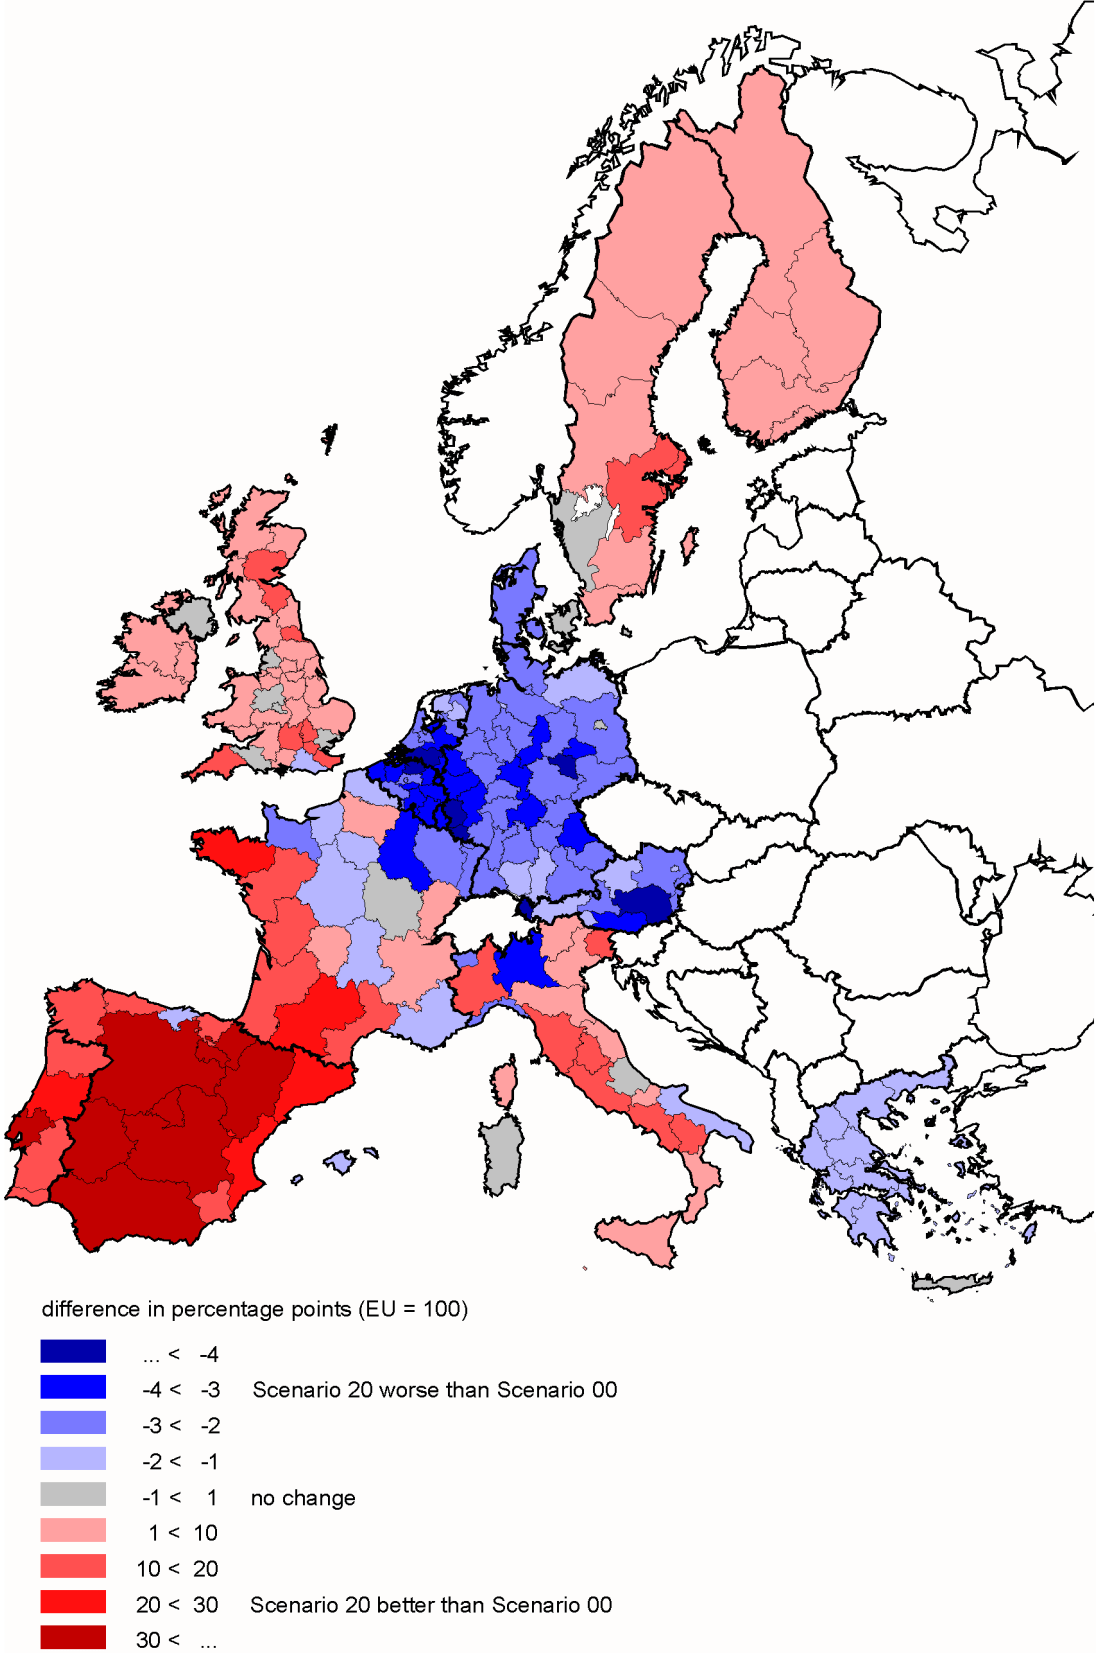 difference in percentage points (EU = 100)
... < -4
-4 < -3 Scenario 20 worse than Scenario 00
-3 < -2
-2 < -1
-1 < 1 no change
1 < 10
10 < 20
20 < 30 Scenario 20 better than Scenario 00
30 < ...